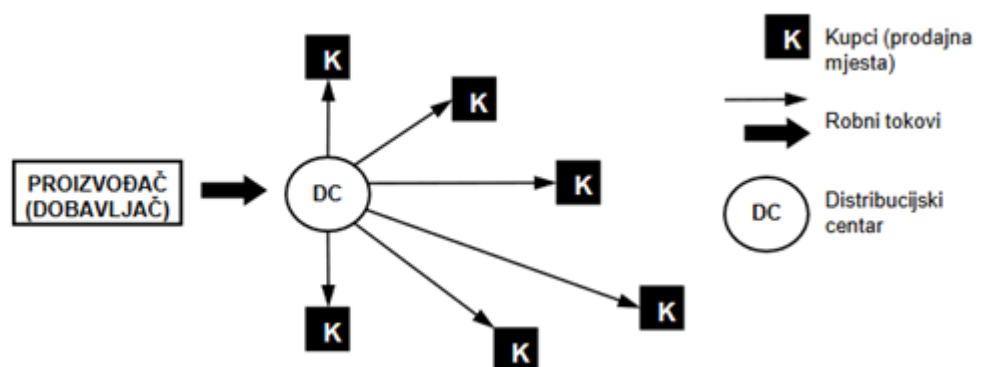 K
K
K
K
K
K
PROIZVOĐAČ
(DOBAVLJAČ)
DC
K
Kupci (prodajna
mjesta)
Robni tokovi
DC
Distribucijski
centar